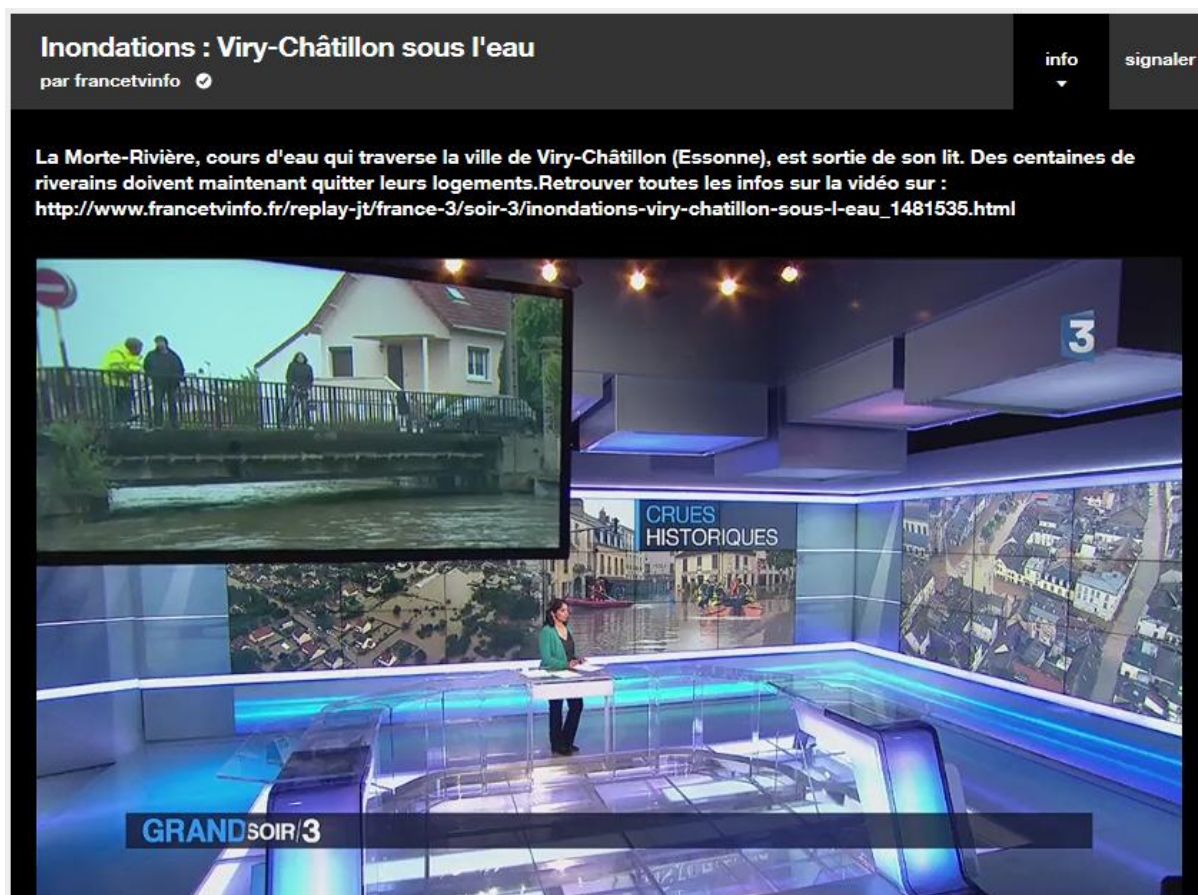 Inondations : Viry-Châtillon sous l'eau
par francetvinfo
info
signaler
La Morte-Rivière, cours d'eau qui traverse la ville de Viry-Châtillon (Essonne), est sortie de son lit. Des centaines de
riverains doivent maintenant quitter leurs logements.Retrouver toutes les infos sur la vidéo sur :
http://www.francetvinfo.fr/replay-jt/france-3/soir-3/inondations-viry-chatillon-sous-l-eau_1481535.html
3
CRUES
HISTORIQUES
GRANDSOIR/3